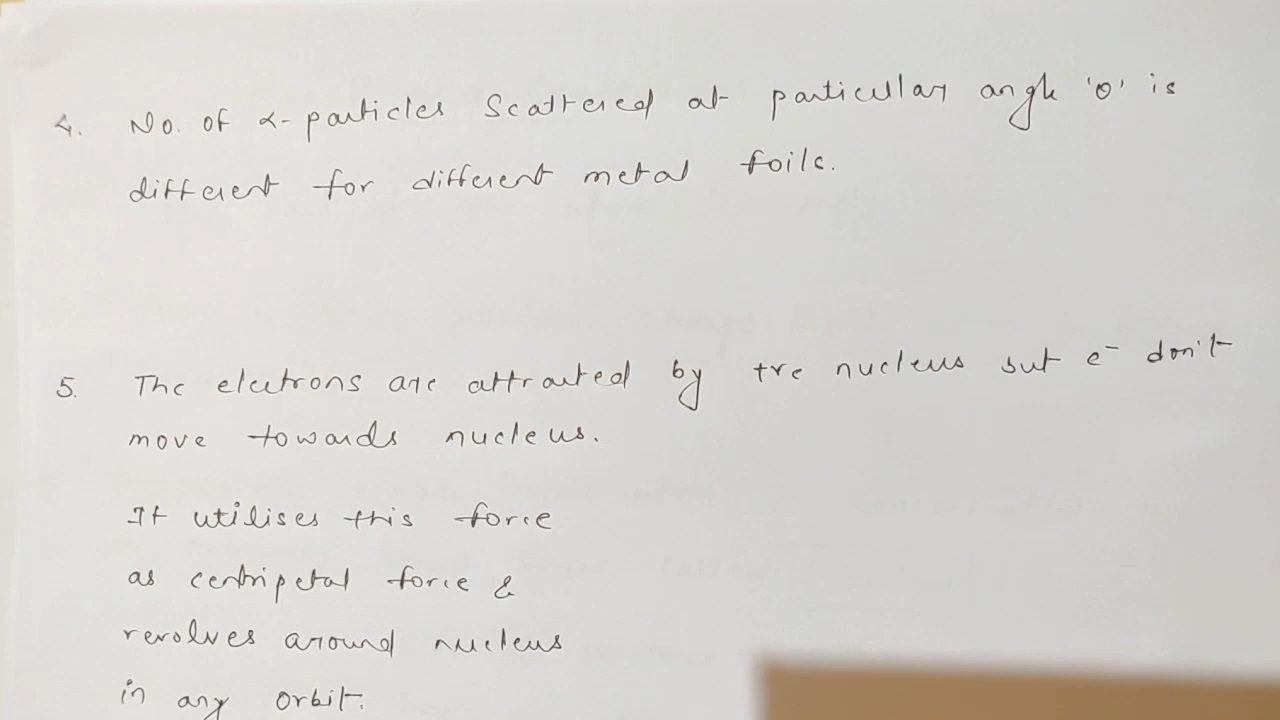 4. No. of α-particles Scattered at particular angle 'θ' is
different for different metal foils.
5. The electrons are attracted by +ve nucleus but e⁻ don't
move towards nucleus.
It utilises this force
as centripetal force &
revolves around nucleus
in any orbit.